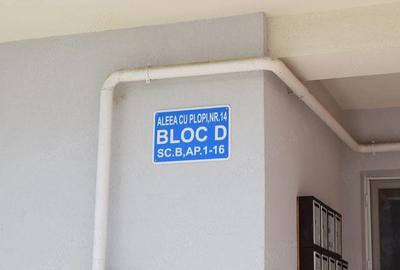 ALEEA CU PLOPI,NR.14
BLOC D
SC.B,AP.1-16